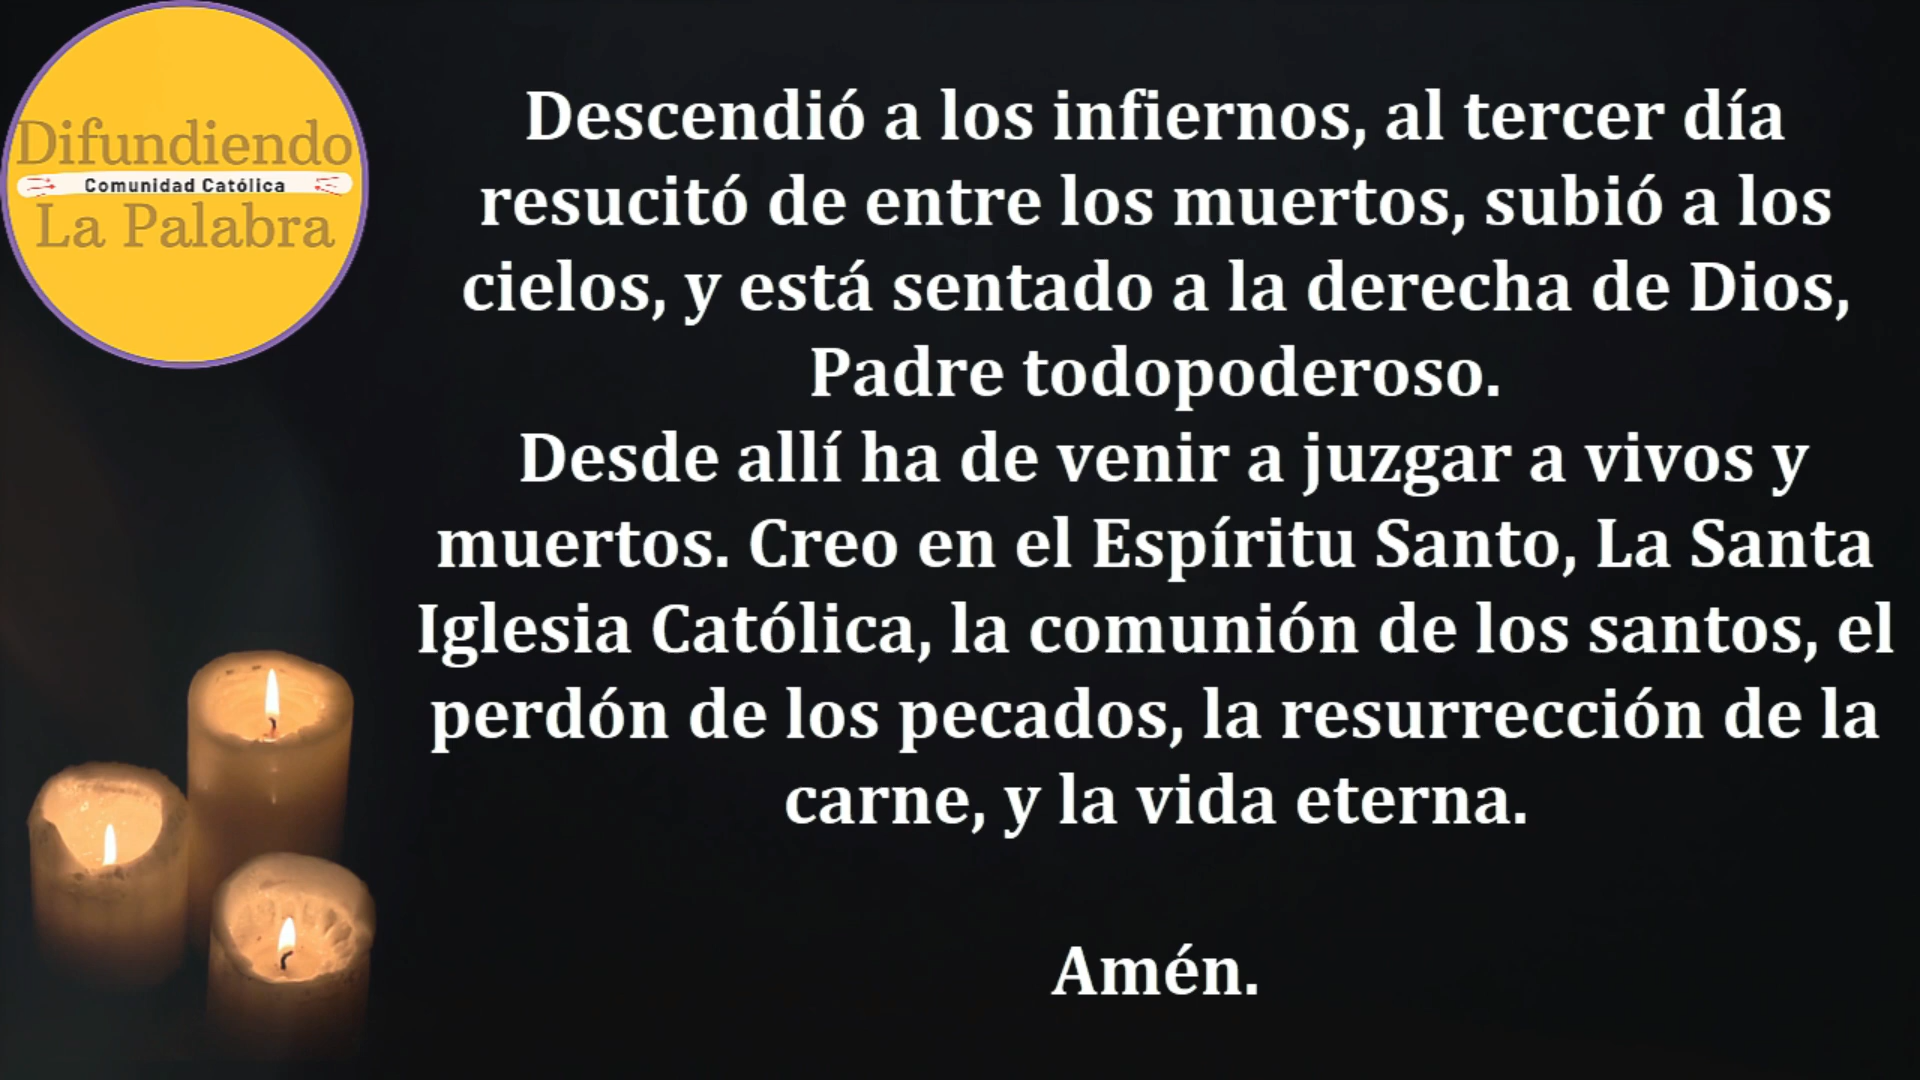 Difundiendo
Comunidad Católica
La Palabra
Descendió a los infiernos, al tercer día
resucitó de entre los muertos, subió a los
cielos, y está sentado a la derecha de Dios,
Padre todopoderoso.
Desde allí ha de venir a juzgar a vivos y
muertos. Creo en el Espíritu Santo, La Santa
Iglesia Católica, la comunión de los santos, el
perdón de los pecados, la resurrección de la
carne, y la vida eterna.
Amén.